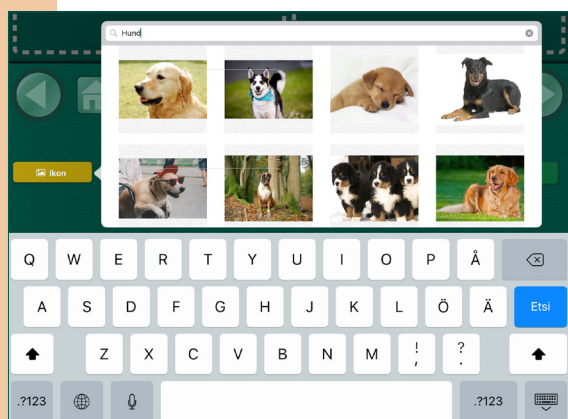 Hund
Ikon
Q W E R T Y U I O P Å
A S D F G H J K L Ö Ä Etsi
Z X C V B N M ! , ? .
.?123 .?123